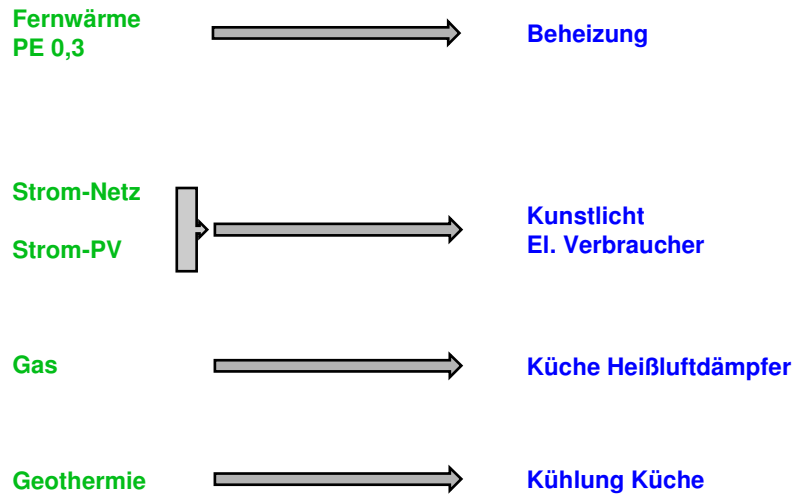 Fernwärme
PE 0,3
Beheizung
Strom-Netz
Strom-PV
Kunstlicht
El. Verbraucher
Gas
Küche Heißluftdämpfer
Geothermie
Kühlung Küche